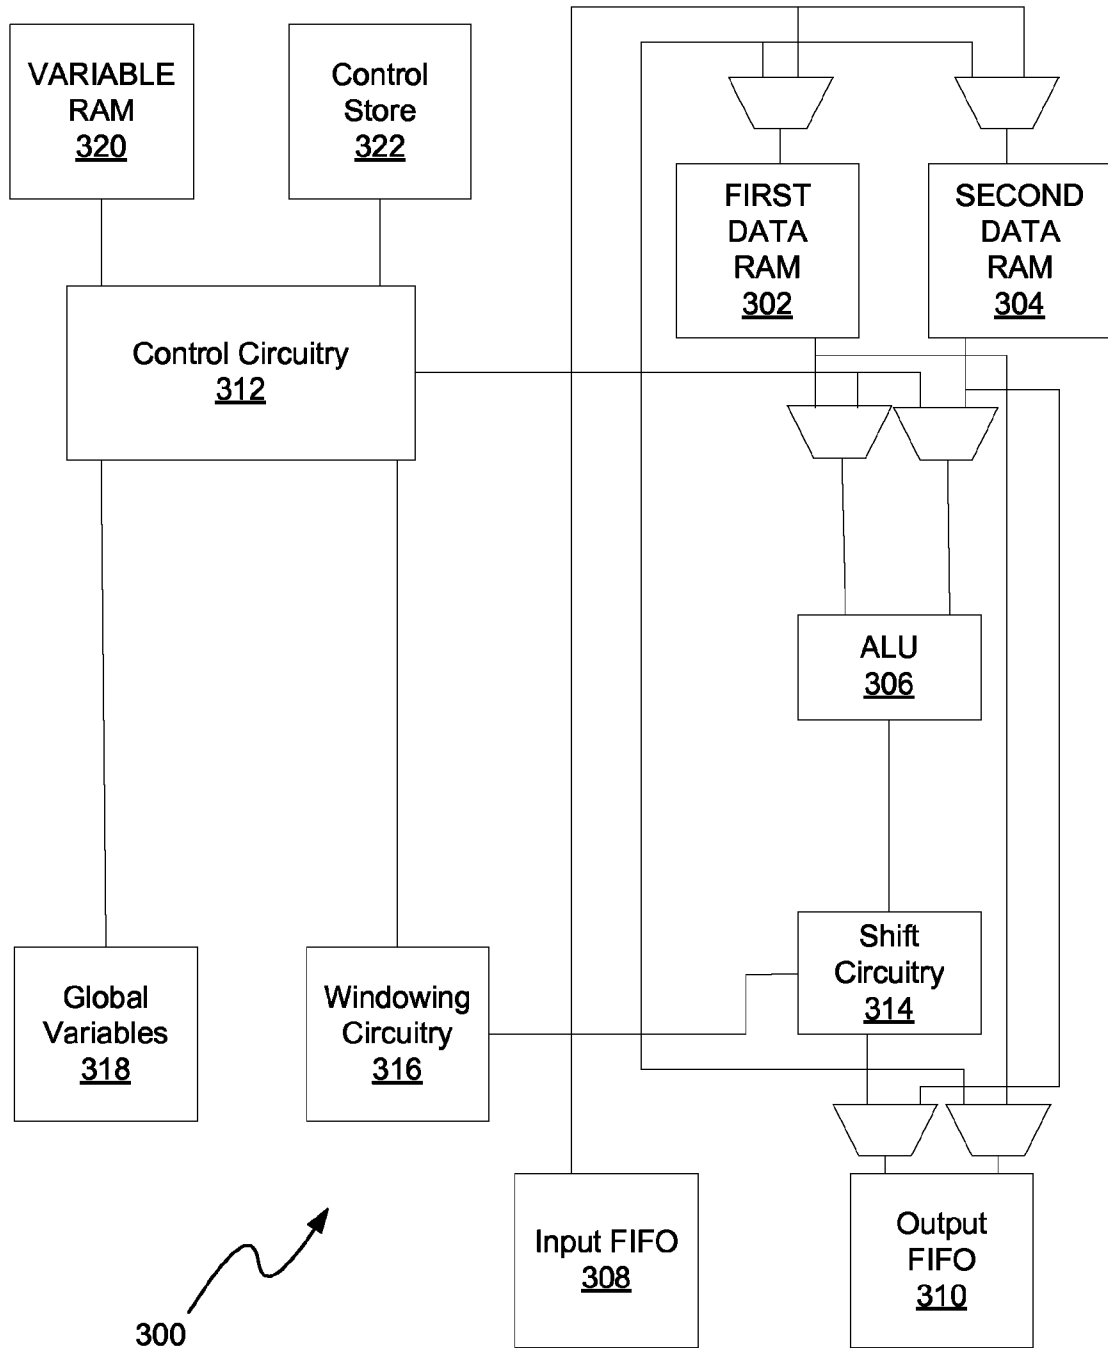 VARIABLE
RAM
320
Control
Store
322
FIRST
DATA
RAM
302
SECOND
DATA
RAM
304
Control Circuitry
312
ALU
306
Shift
Circuitry
314
Global
Variables
318
Windowing
Circuitry
316
Input FIFO
308
Output
FIFO
310
300